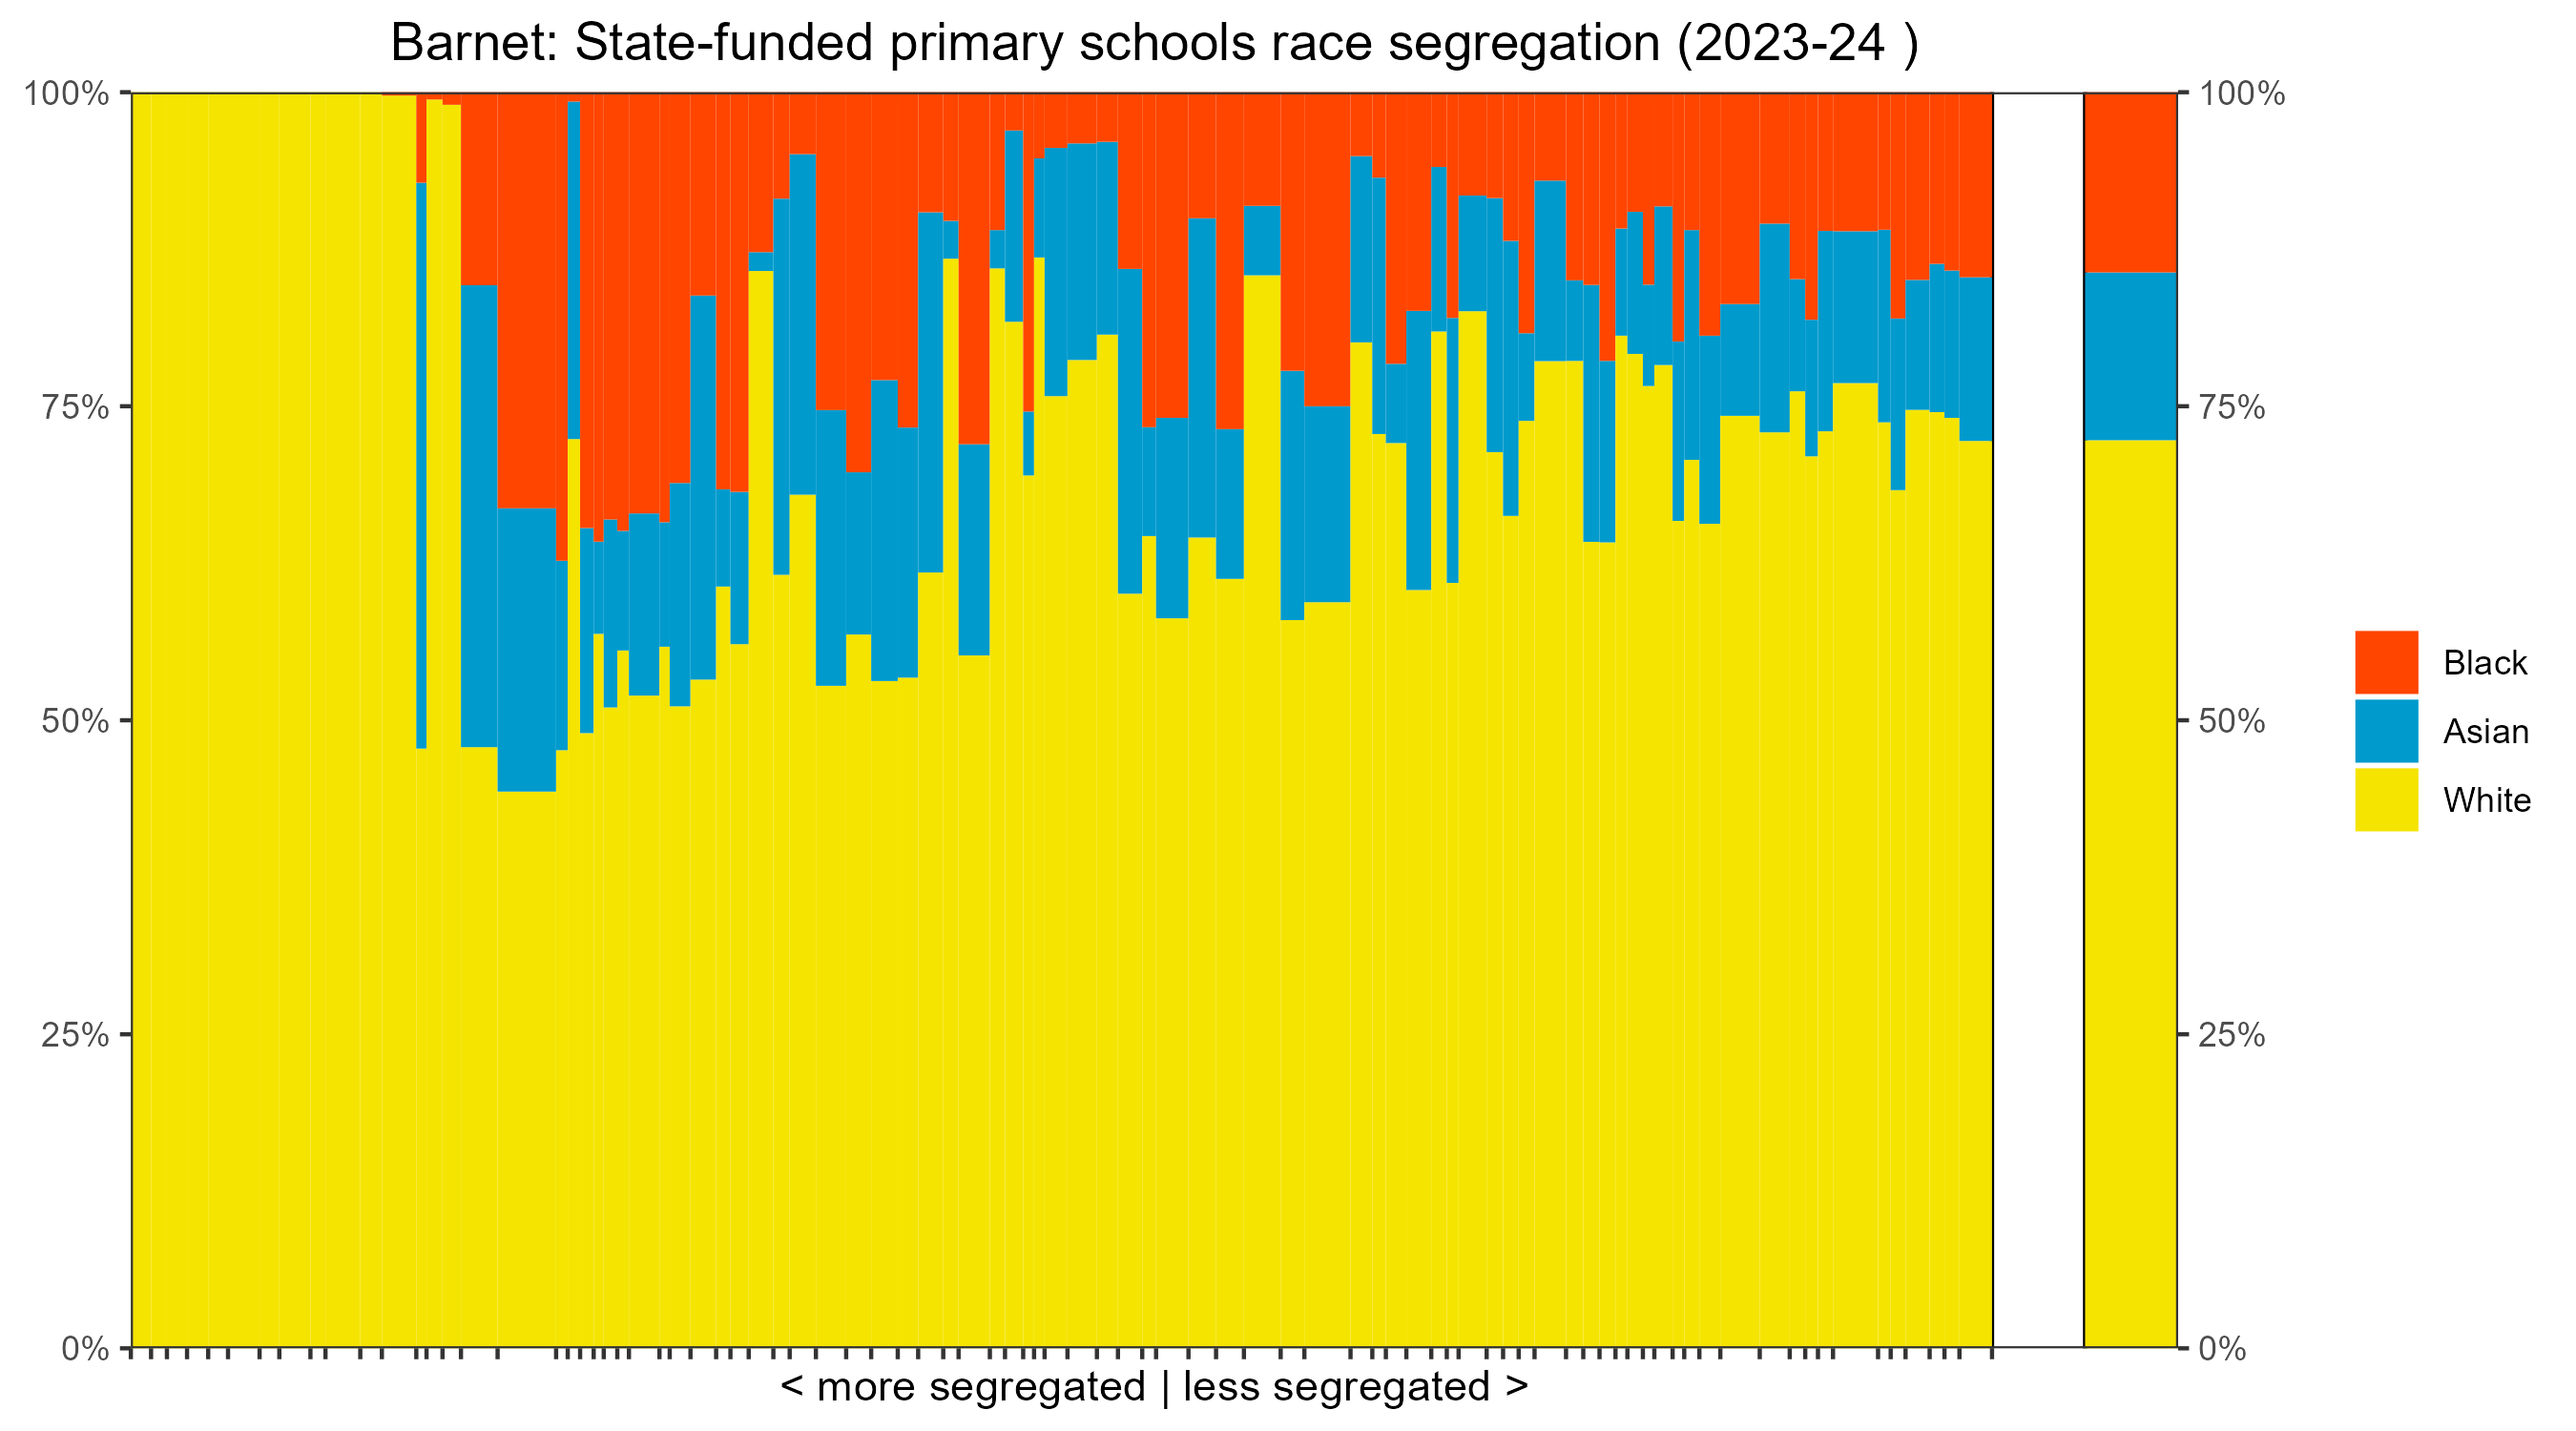 Barnet: State-funded primary schools race segregation (2023-24 )
100%
75%
50%
25%
0%
100%
75%
50%
25%
0%
Black
Asian
White
< more segregated | less segregated >